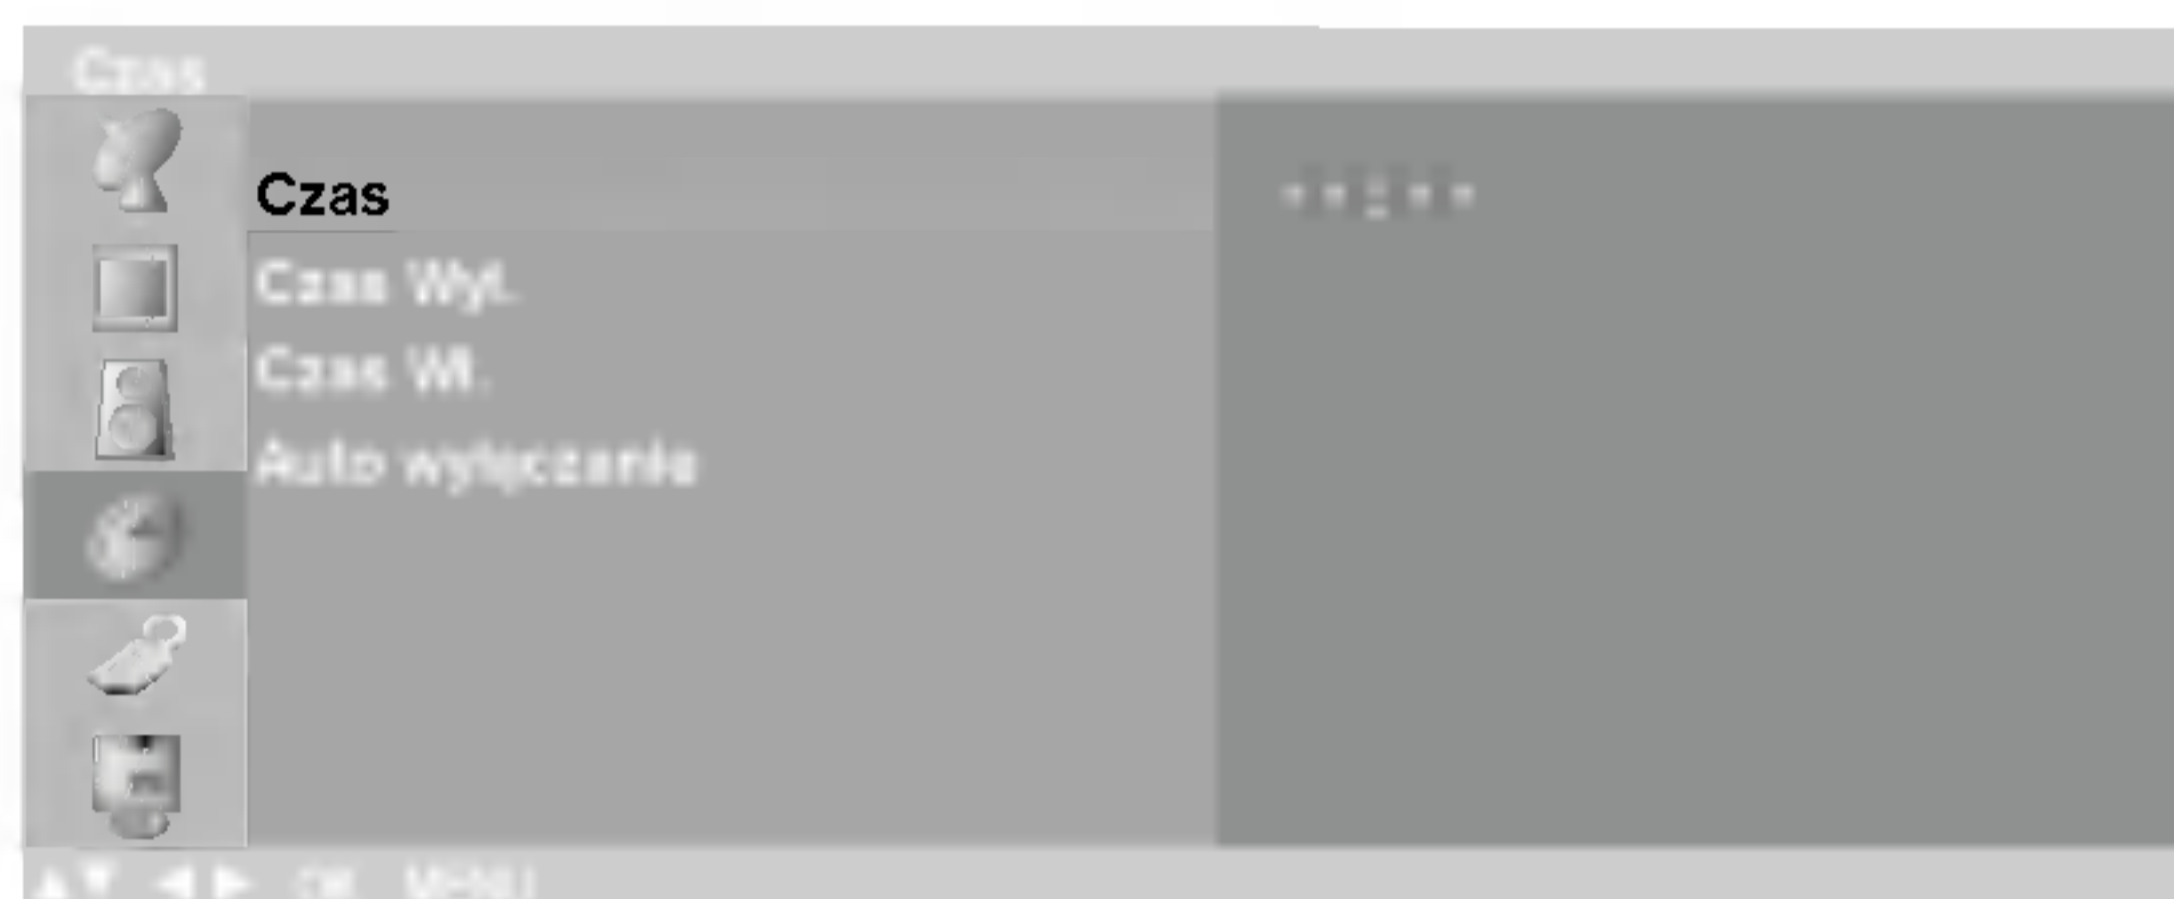 Czas
Czas --:--
Czas Wył.
Czas Wł.
Auto wyłączanie
▲▼ ◀▶ OK MENU